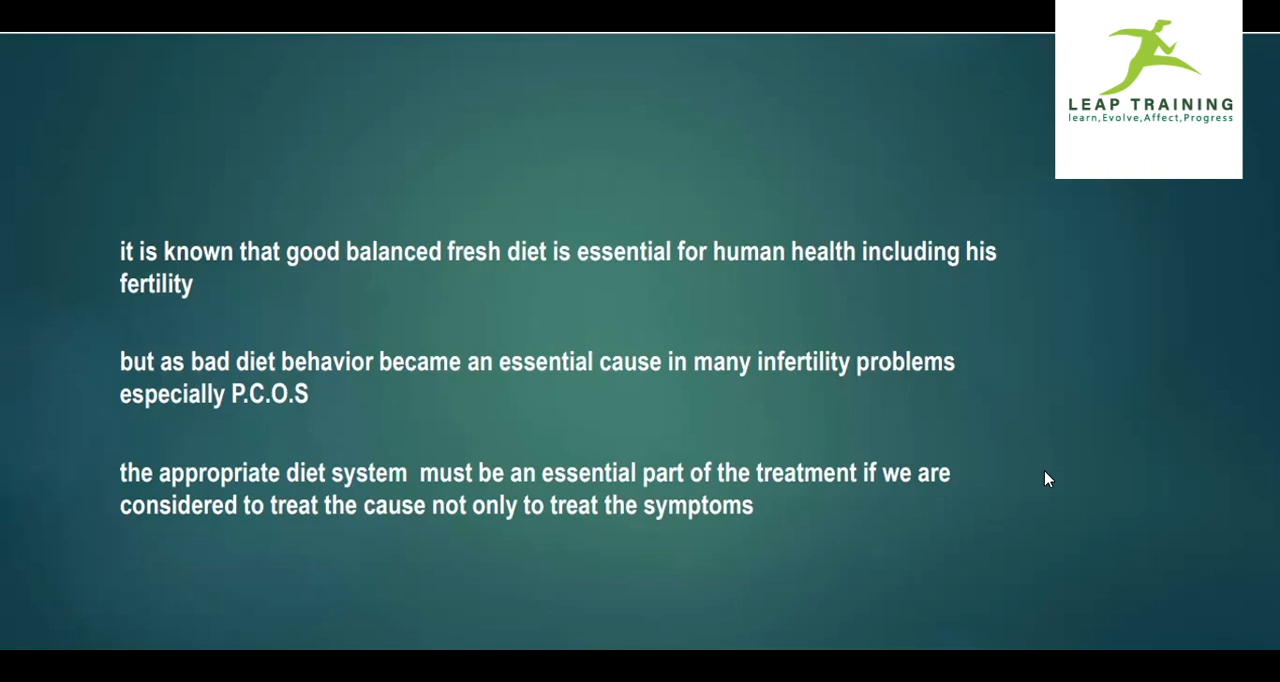 LEAP TRAINING
learn,Evolve,Affect,Progress
it is known that good balanced fresh diet is essential for human health including his
fertility
but as bad diet behavior became an essential cause in many infertility problems
especially P.C.O.S
the appropriate diet system  must be an essential part of the treatment if we are
considered to treat the cause not only to treat the symptoms